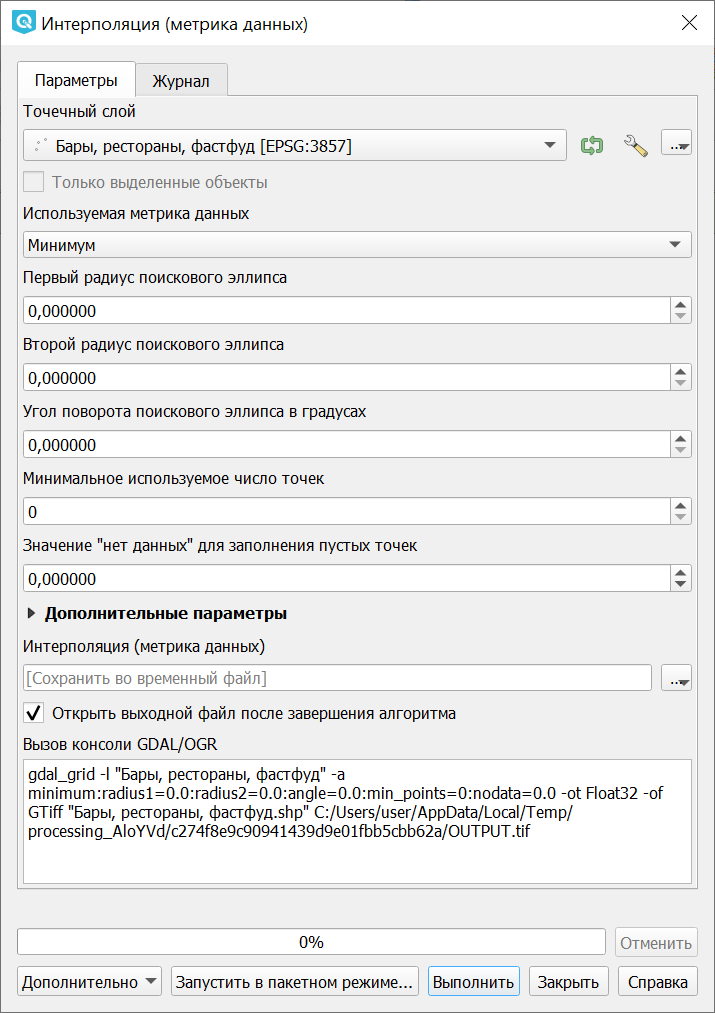 Интерполяция (метрика данных)
Параметры
Журнал
Точечный слой
Бары, рестораны, фастфуд [EPSG:3857]
...
Только выделенные объекты
Используемая метрика данных
Минимум
Первый радиус поискового эллипса
0,000000
Второй радиус поискового эллипса
0,000000
Угол поворота поискового эллипса в градусах
0,000000
Минимальное используемое число точек
0
Значение "нет данных" для заполнения пустых точек
0,000000
Дополнительные параметры
Интерполяция (метрика данных)
[Сохранить во временный файл]
...
Открыть выходной файл после завершения алгоритма
Вызов консоли GDAL/OGR
gdal_grid -l "Бары, рестораны, фастфуд" -a
minimum:radius1=0.0:radius2=0.0:angle=0.0:min_points=0:nodata=0.0 -ot Float32 -of
GTiff "Бары, рестораны, фастфуд.shp" C:/Users/user/AppData/Local/Temp/
processing_AloYVd/c274f8e9c90941439d9e01fbb5cbb62a/OUTPUT.tif
0%
Отменить
Дополнительно
Запустить в пакетном режиме...
Выполнить
Закрыть
Справка